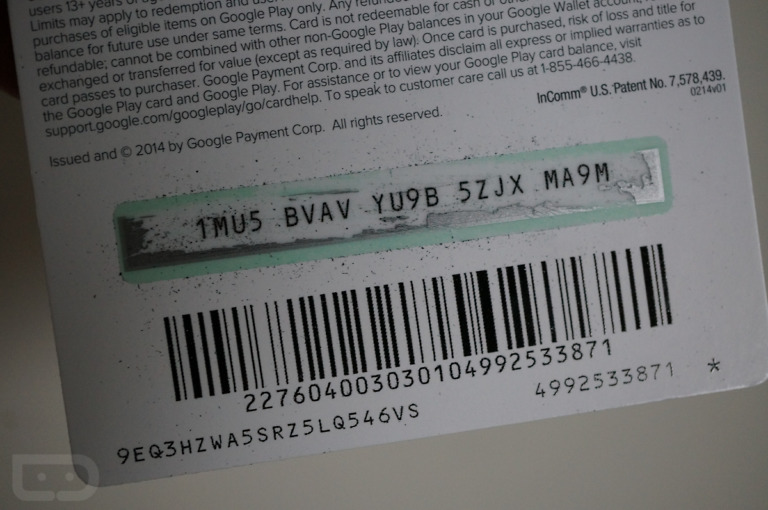 users 13+ years
Limits may apply to redemption and
purchases of eligible items on Google Play only. Any
balance for future use under same terms. Card is not redeemable for cash or
refundable; cannot be combined with other non-Google Play balances in your Google Wallet account,
exchanged or transferred for value (except as required by law). Once card is purchased, risk of loss and title for
card passes to purchaser. Google Payment Corp. and its affiliates disclaim all express or implied warranties as to
the Google Play card and Google Play. For assistance or to view your Google Play card balance, visit
support.google.com/googleplay/go/cardhelp. To speak to customer care call us at 1-855-466-4438.
InComm® U.S. Patent No. 7,578,439.
0214v01
Issued and © 2014 by Google Payment Corp. All rights reserved.
1MU5 BVAV YU9B 5ZJX MA9M
227604003030104992533871
4992533871 *
9EQ3HZWA5SRZ5LQ546VS